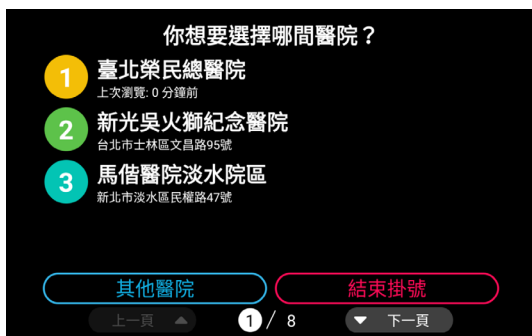 你想要選擇哪間醫院？
1 臺北榮民總醫院
上次瀏覽: 0 分鐘前
2 新光吳火獅紀念醫院
台北市士林區文昌路95號
3 馬偕醫院淡水院區
新北市淡水區民權路47號
其他醫院 結束掛號
上一頁 1 / 8 下一頁